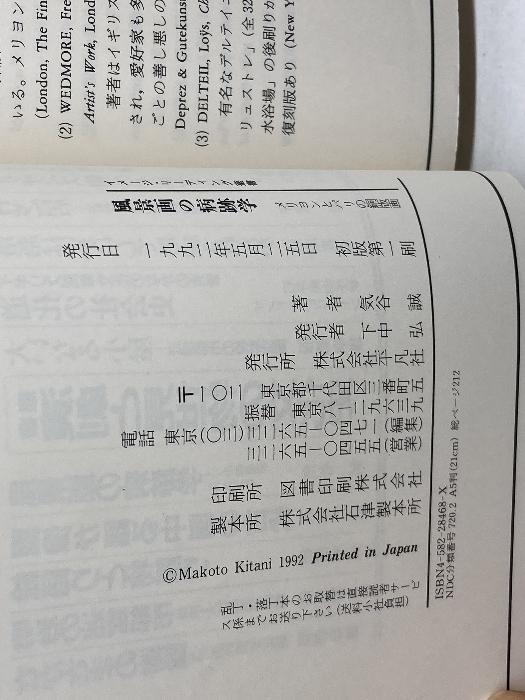 いる。メリヨン
(London, The Fin
(2) WEDMORE, Fre
Artist's Work, Lond
著者はイギリス
され，愛好家も多
ごとの善し悪しの
Deprez & Gutekuns
(3) DELTEIL, Loÿs,
有名なデルテイユ
リュストレ」（全32
水浴場」の後刷りが
復刻版あり (New Y
イメージ・リーディング叢書
風景画の病跡学
メリヨンとパリの銅版画
発行日 一九九二年五月二五日 初版第一刷
著者 気谷 誠
発行者 下中 弘
発行所 株式会社平凡社
〒一〇二 東京都千代田区三番町五
振替 東京八―二九六三九
電話 東京(〇三)三二六五―〇四七一(編集)
三二六五―〇四五五(営業)
印刷所 図書印刷株式会社
製本所 株式会社石津製本所
©Makoto Kitani 1992 Printed in Japan
ISBN4-582-28468-X
NDC分類番号720.2 A5判(21cm) 総ページ212
乱丁・落丁本のお取替は直接読者サービ
ス係までお送り下さい(送料小社負担)